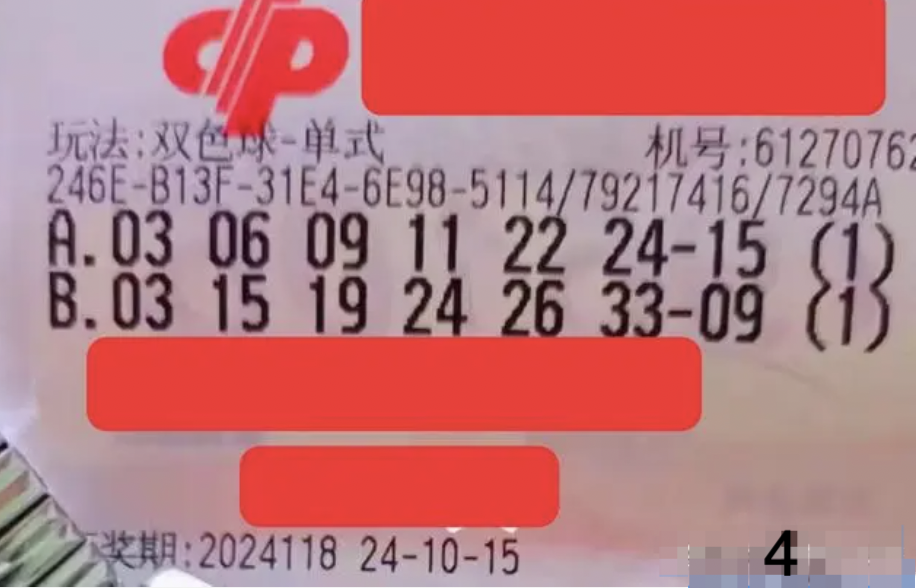 玩法:双色球-单式 机号:6127076
246E-B13F-31E4-6E98-5114/79217416/7294A
A.03 06 09 11 22 24-15 (1)
B.03 15 19 24 26 33-09 (1)
奖期:2024118 24-10-15
4